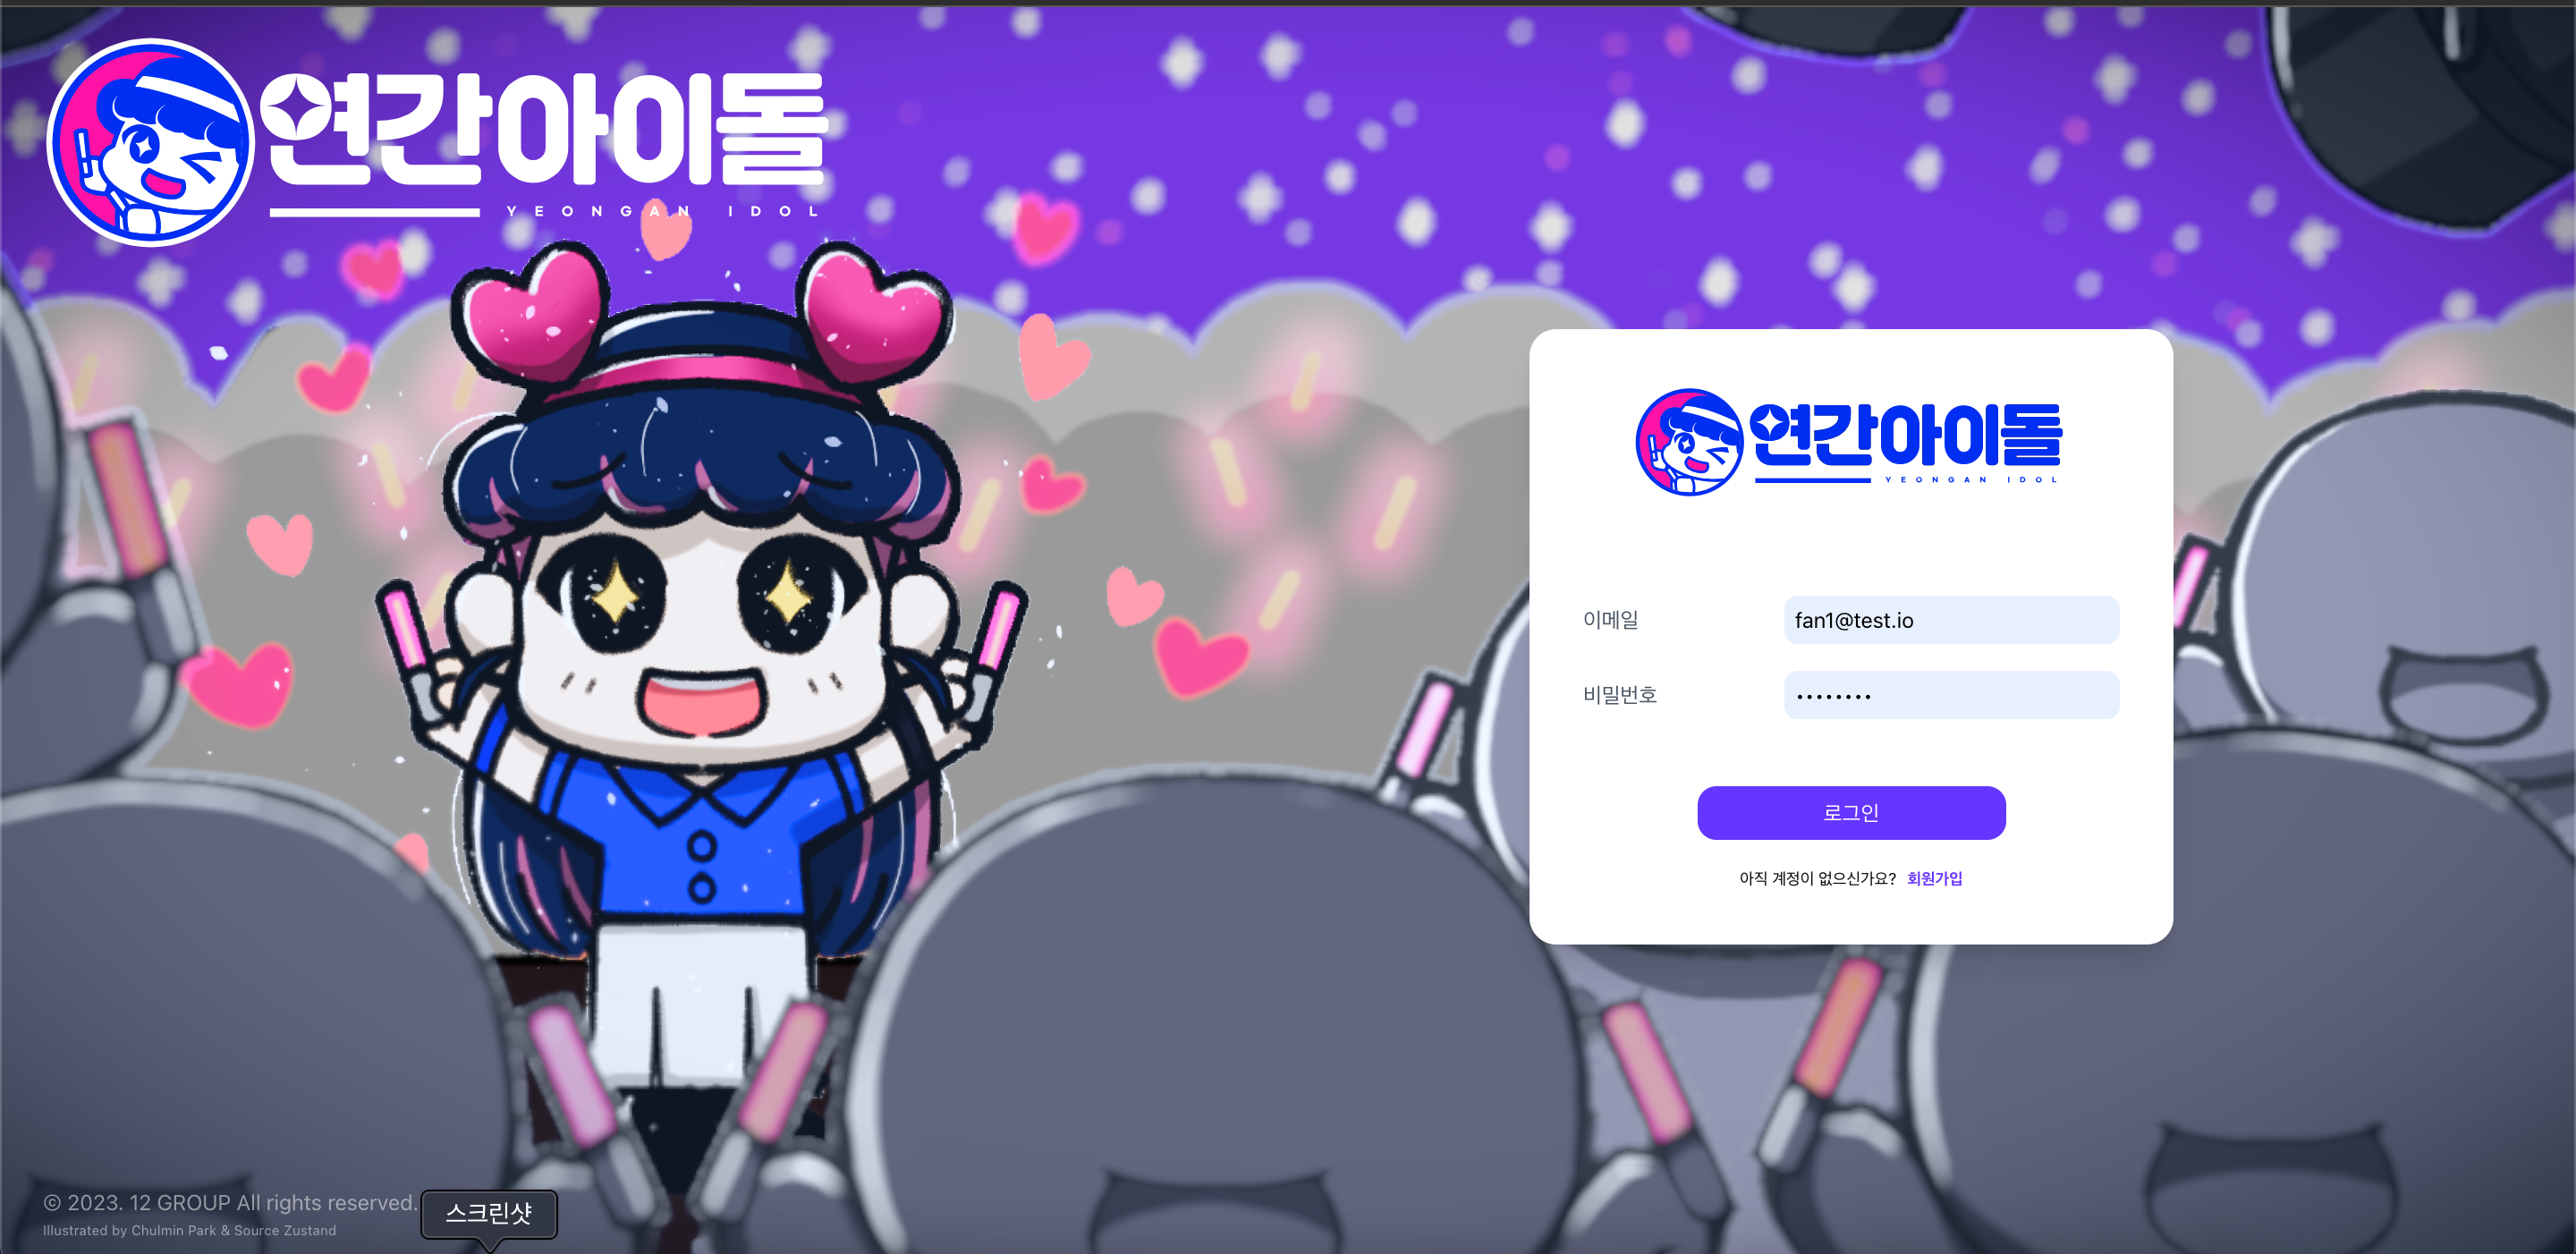 연간아이돌
YEONGAN IDOL
연간아이돌
YEONGAN IDOL
이메일
fan1@test.io
비밀번호
••••••••
로그인
아직 계정이 없으신가요? 회원가입
© 2023. 12 GROUP All rights reserved.
Illustrated by Chulmin Park & Source Zustand
스크린샷